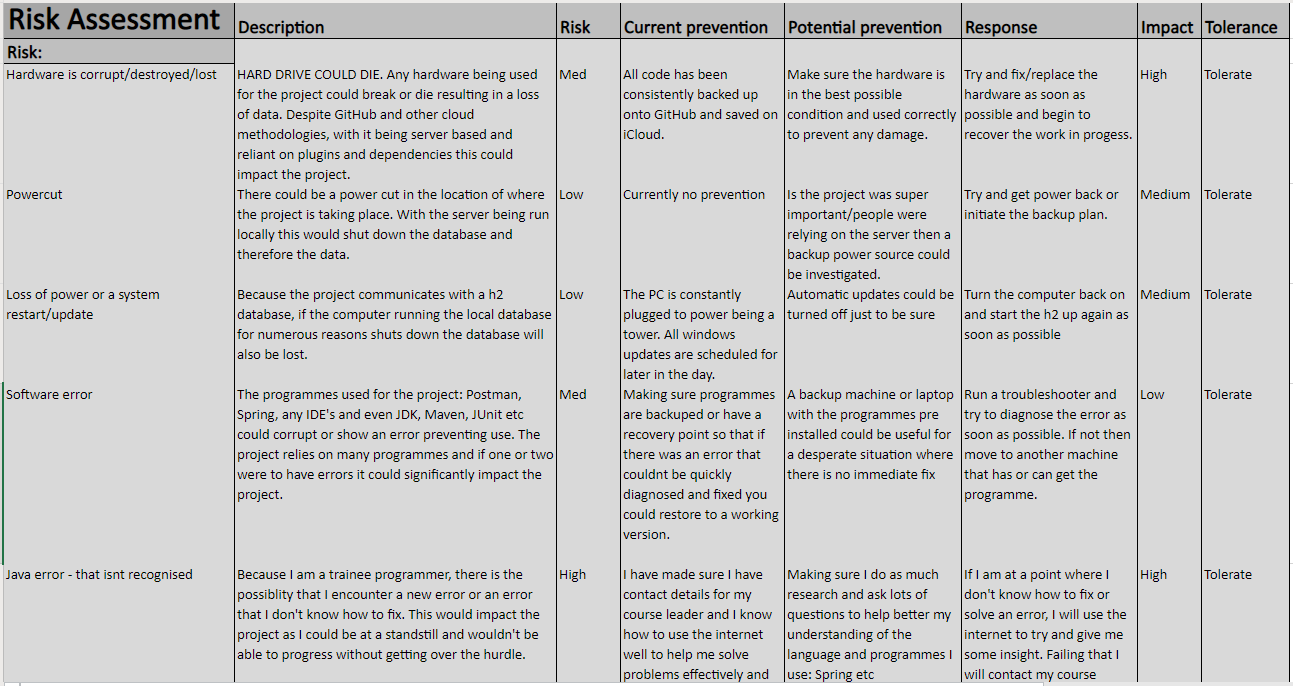 Risk Assessment Description Risk Current prevention Potential prevention Response Impact Tolerance
Risk:
Hardware is corrupt/destroyed/lost
HARD DRIVE COULD DIE. Any hardware being used
for the project could break or die resulting in a loss
of data. Despite GitHub and other cloud
methodologies, with it being server based and
reliant on plugins and dependencies this could
impact the project.
Med
All code has been
consistently backed up
onto GitHub and saved on
iCloud.
Make sure the hardware is
in the best possible
condition and used correctly
to prevent any damage.
Try and fix/replace the
hardware as soon as
possible and begin to
recover the work in progess.
High
Tolerate
Powercut
There could be a power cut in the location of where
the project is taking place. With the server being run
locally this would shut down the database and
therefore the data.
Low
Currently no prevention
Is the project was super
important/people were
relying on the server then a
backup power source could
be investigated.
Try and get power back or
initiate the backup plan.
Medium
Tolerate
Loss of power or a system
restart/update
Because the project communicates with a h2
database, if the computer running the local database
for numerous reasons shuts down the database will
also be lost.
Low
The PC is constantly
plugged to power being a
tower. All windows
updates are scheduled for
later in the day.
Automatic updates could be
turned off just to be sure
Turn the computer back on
and start the h2 up again as
soon as possible
Medium
Tolerate
Software error
The programmes used for the project: Postman,
Spring, any IDE's and even JDK, Maven, JUnit etc
could corrupt or show an error preventing use. The
project relies on many programmes and if one or two
were to have errors it could significantly impact the
project.
Med
Making sure programmes
are backuped or have a
recovery point so that if
there was an error that
couldnt be quickly
diagnosed and fixed you
could restore to a working
version.
A backup machine or laptop
with the programmes pre
installed could be useful for
a desperate situation where
there is no immediate fix
Run a troubleshooter and
try to diagnose the error as
soon as possible. If not then
move to another machine
that has or can get the
programme.
Low
Tolerate
Java error - that isnt recognised
Because I am a trainee programmer, there is the
possiblity that I encounter a new error or an error
that I don't know how to fix. This would impact the
project as I could be at a standstill and wouldn't be
able to progress without getting over the hurdle.
High
I have made sure I have
contact details for my
course leader and I know
how to use the internet
well to help me solve
problems effectively and
Making sure I do as much
research and ask lots of
questions to help better my
understanding of the
language and programmes I
use: Spring etc
If I am at a point where I
don't know how to fix or
solve an error, I will use the
internet to try and give me
some insight. Failing that I
will contact my course
High
Tolerate